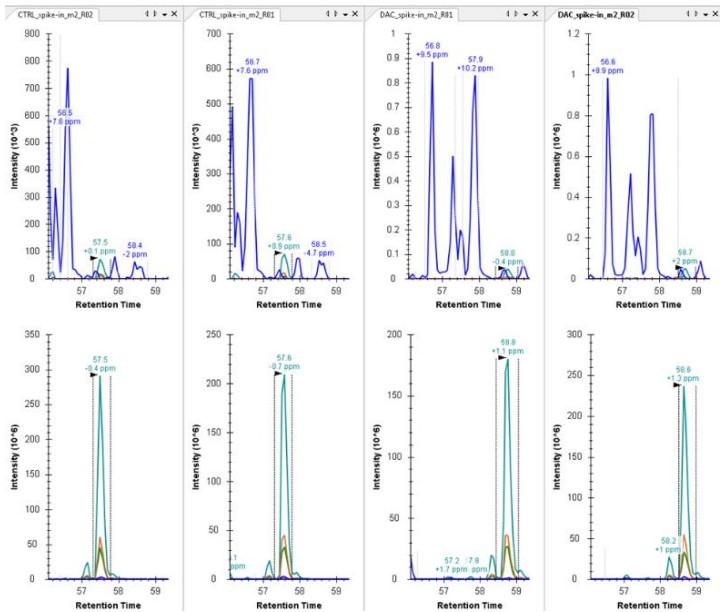 CTRL_spike-in_m2_R02
CTRL_spike-in_m2_R01
DAC_spike-in_m2_R01
DAC_spike-in_m2_R02
900
800
700
600
500
400
300
200
100
0
Intensity (10^3)
56.5
+7.6 ppm
57.5
+0.1 ppm
58.4
-2 ppm
57 58 59
Retention Time
700
600
500
400
300
200
100
0
Intensity (10^3)
56.7
+7.6 ppm
57.6
+0.9 ppm
58.5
-4.7 ppm
57 58 59
Retention Time
1
0.9
0.8
0.7
0.6
0.5
0.4
0.3
0.2
0.1
0
Intensity (10^6)
56.8
+9.5 ppm
57.9
+10.2 ppm
58.8
-0.4 ppm
57 58 59
Retention Time
1.2
1
0.8
0.6
0.4
0.2
0
Intensity (10^6)
56.6
+9.9 ppm
58.7
+2 ppm
57 58 59
Retention Time
350
300
250
200
150
100
50
0
Intensity (10^6)
57.5
-0.4 ppm
57 58 59
Retention Time
250
200
150
100
50
0
Intensity (10^6)
57.6
-0.7 ppm
.1
ppm
57 58 59
Retention Time
200
150
100
50
0
Intensity (10^6)
58.8
+1.1 ppm
57.2
+1.7 ppm
7.8
ppm
57 58 59
Retention Time
300
250
200
150
100
50
0
Intensity (10^6)
58.6
+1.3 ppm
58.2
+1 ppm
57 58 59
Retention Time